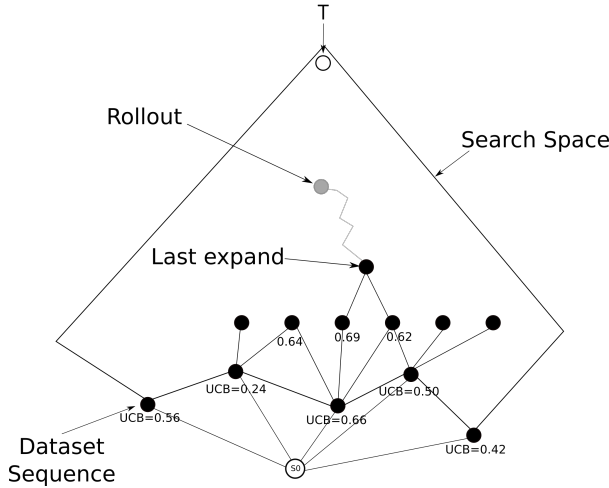 T
Rollout
Search Space
Last expand
0.64
0.69
0.62
UCB=0.24
UCB=0.50
UCB=0.56
UCB=0.66
Dataset
Sequence
UCB=0.42
S0